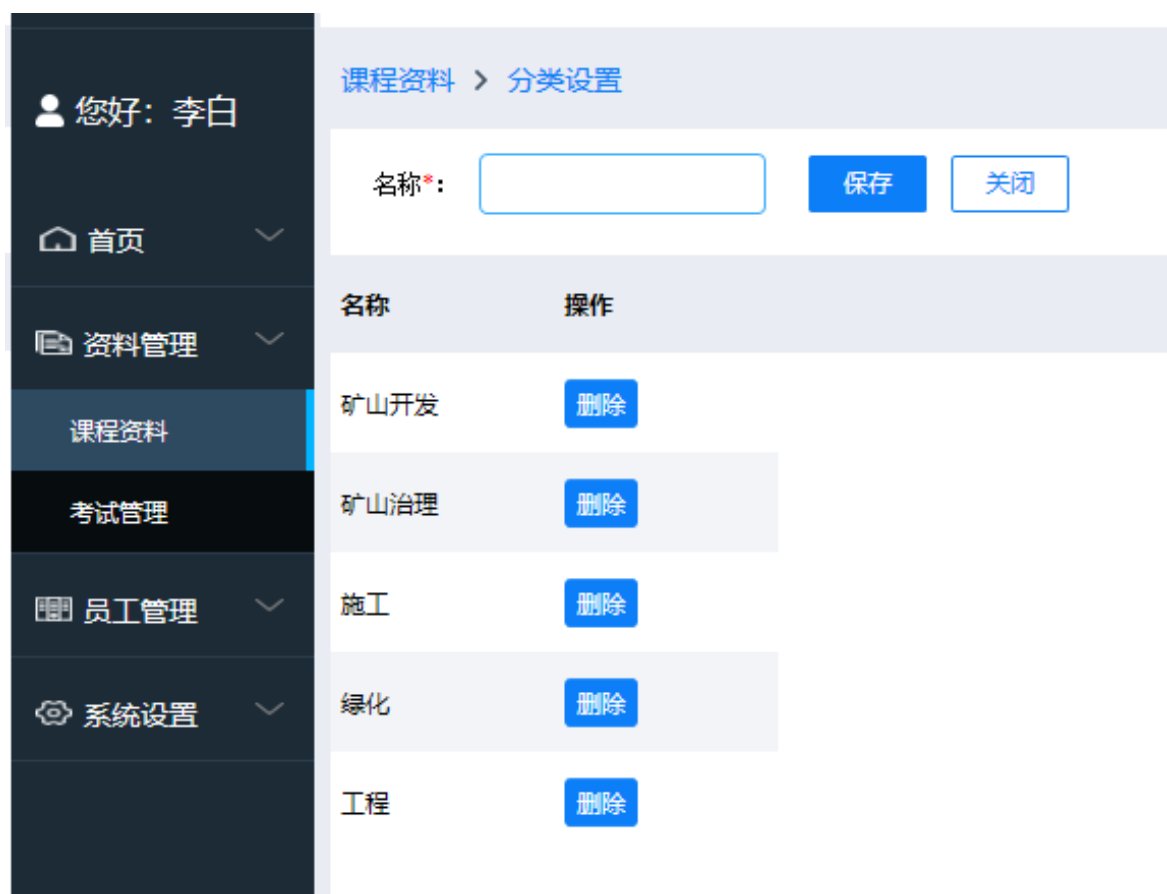 您好：李白
首页
资料管理
课程资料
考试管理
员工管理
系统设置
课程资料 > 分类设置
名称*： 保存 关闭
名称 操作
矿山开发 删除
矿山治理 删除
施工 删除
绿化 删除
工程 删除